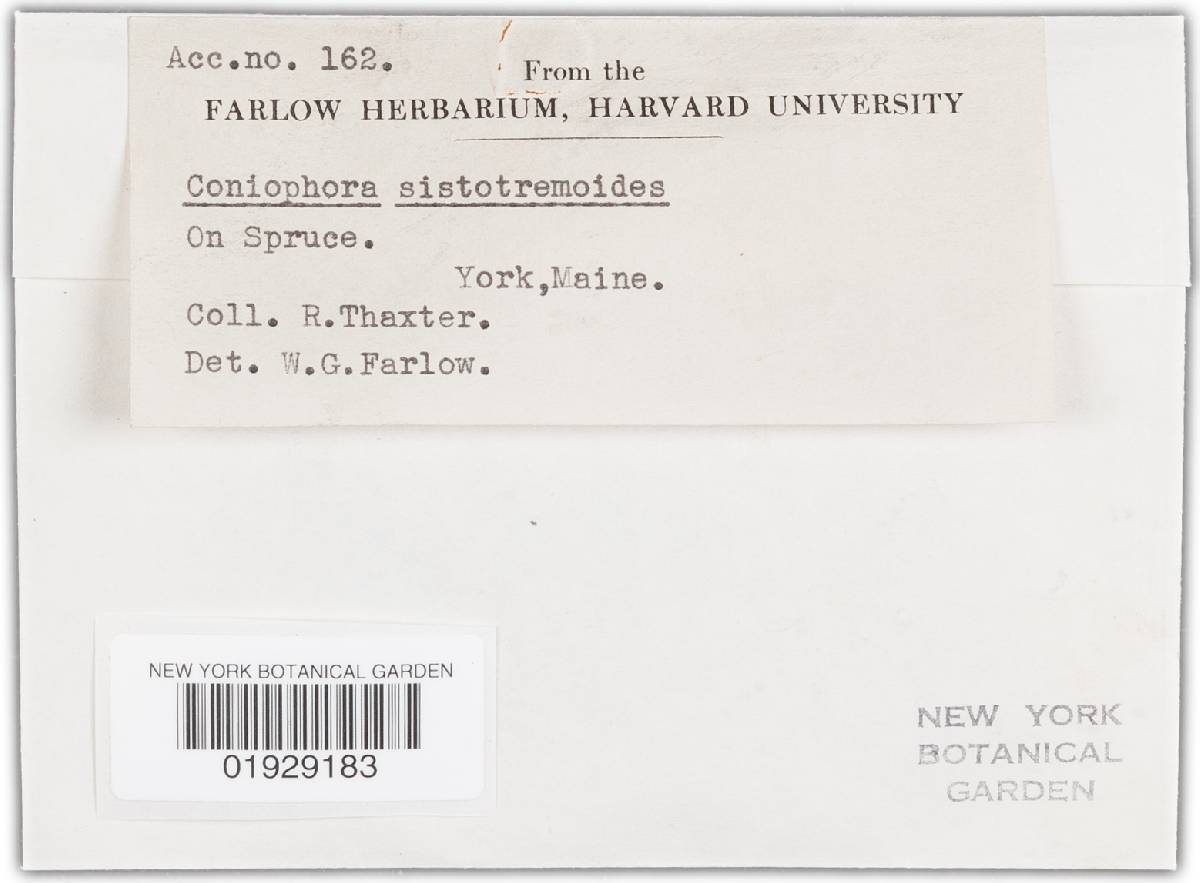 Acc.no. 162.
From the
FARLOW HERBARIUM, HARVARD UNIVERSITY
Coniophora sistotremoides
On Spruce.
York,Maine.
Coll. R.Thaxter.
Det. W.G.Farlow.
NEW YORK BOTANICAL GARDEN
01929183
NEW YORK
BOTANICAL
GARDEN